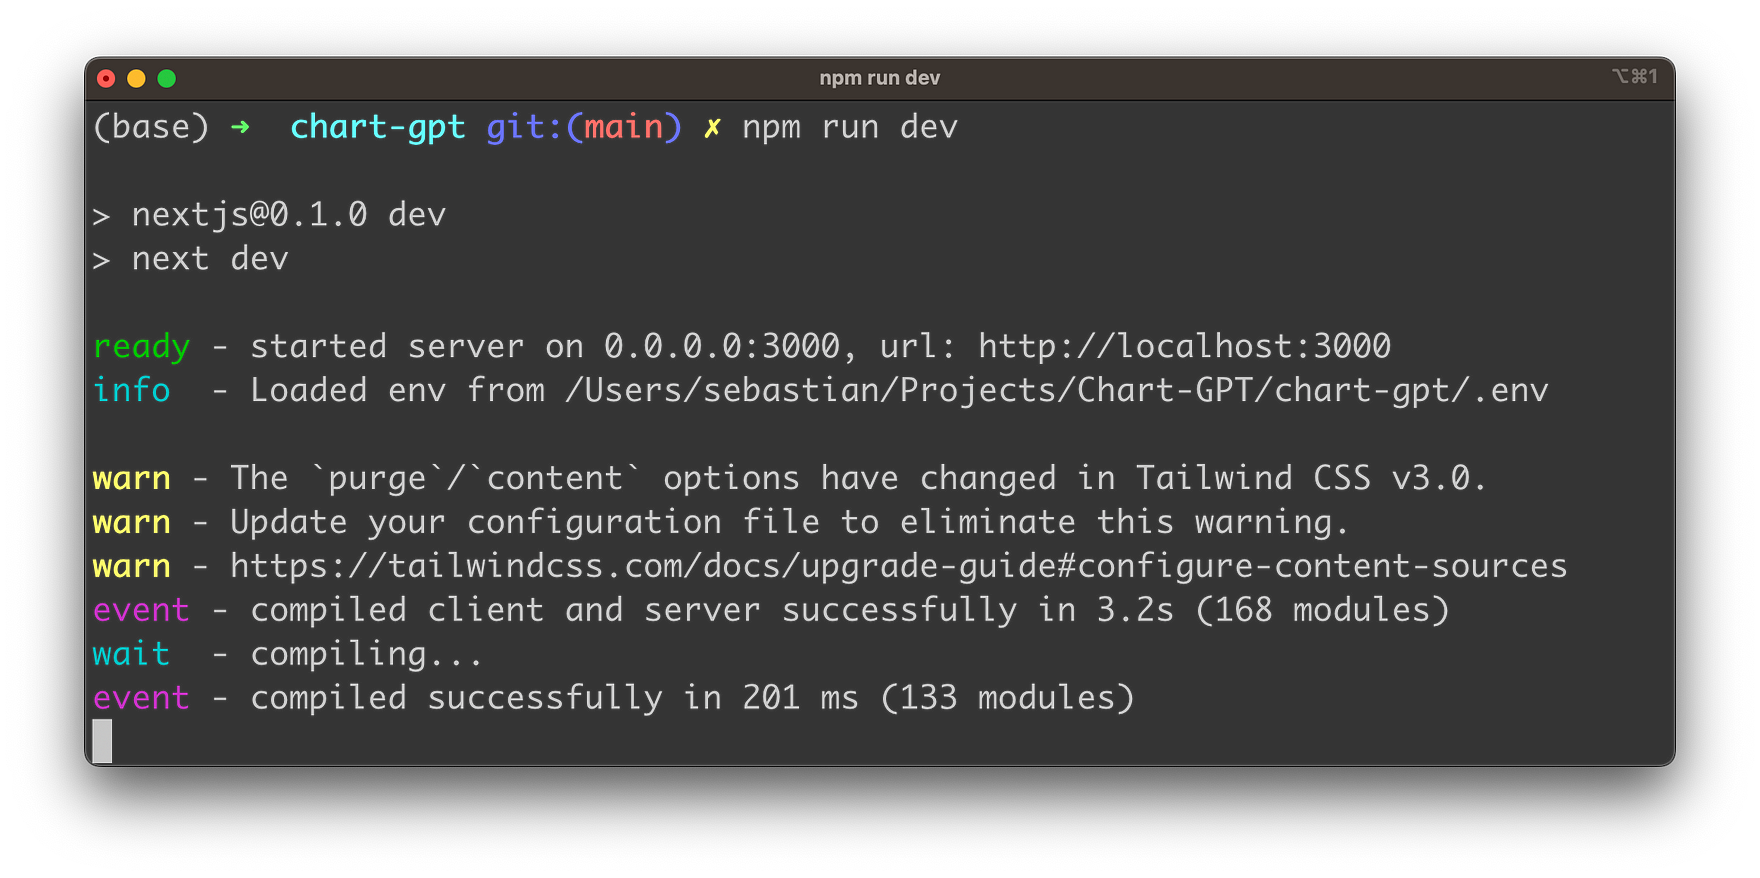 npm run dev
⌥⌘1
(base) ➜  chart-gpt git:(main) ✗ npm run dev
> nextjs@0.1.0 dev
> next dev
ready - started server on 0.0.0.0:3000, url: http://localhost:3000
info  - Loaded env from /Users/sebastian/Projects/Chart-GPT/chart-gpt/.env
warn - The `purge`/`content` options have changed in Tailwind CSS v3.0.
warn - Update your configuration file to eliminate this warning.
warn - https://tailwindcss.com/docs/upgrade-guide#configure-content-sources
event - compiled client and server successfully in 3.2s (168 modules)
wait  - compiling...
event - compiled successfully in 201 ms (133 modules)